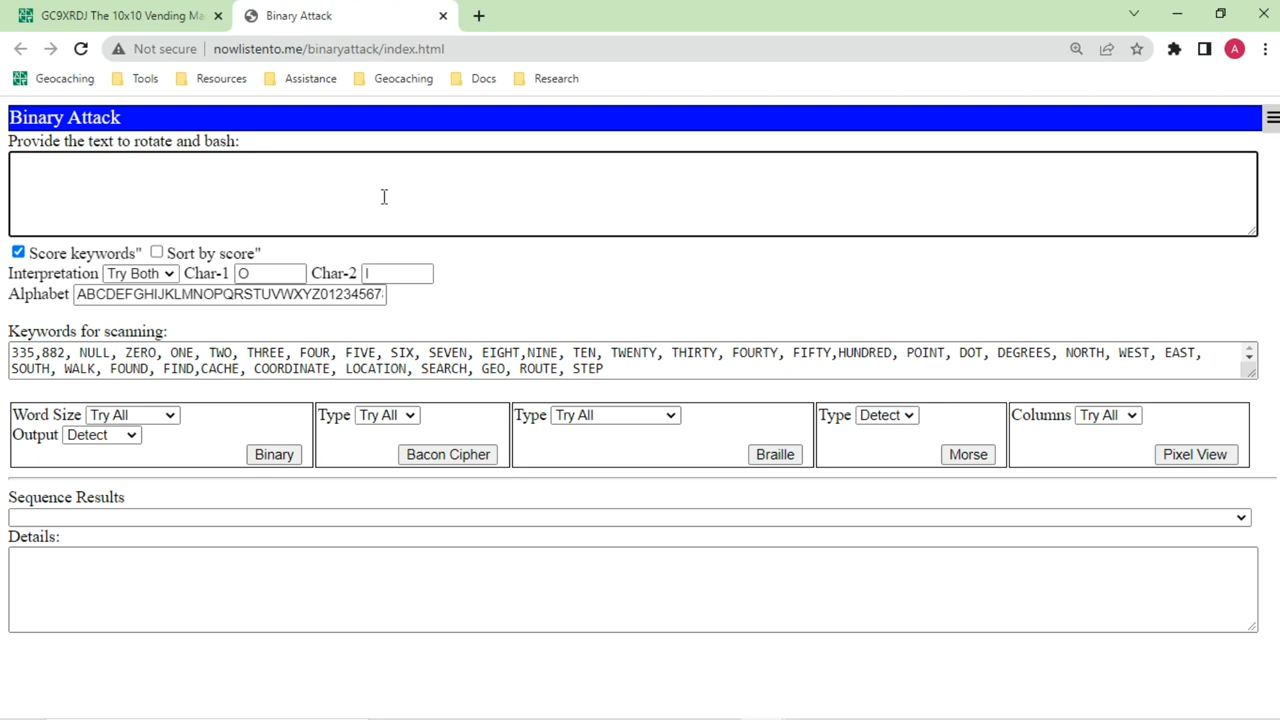 GC9XRDJ The 10x10 Vending Ma
Binary Attack
Not secure
nowlistento.me/binaryattack/index.html
A
Geocaching
Tools
Resources
Assistance
Geocaching
Docs
Research
Binary Attack
Provide the text to rotate and bash:
Score keywords" Sort by score"
Interpretation Try Both Char-1 O Char-2 I
Alphabet ABCDEFGHIJKLMNOPQRSTUVWXYZ01234567
Keywords for scanning:
335,882, NULL, ZERO, ONE, TWO, THREE, FOUR, FIVE, SIX, SEVEN, EIGHT,NINE, TEN, TWENTY, THIRTY, FOURTY, FIFTY,HUNDRED, POINT, DOT, DEGREES, NORTH, WEST, EAST,
SOUTH, WALK, FOUND, FIND,CACHE, COORDINATE, LOCATION, SEARCH, GEO, ROUTE, STEP
Word Size Try All
Output Detect
Binary
Type Try All
Bacon Cipher
Type Try All
Braille
Type Detect
Morse
Columns Try All
Pixel View
Sequence Results
Details: